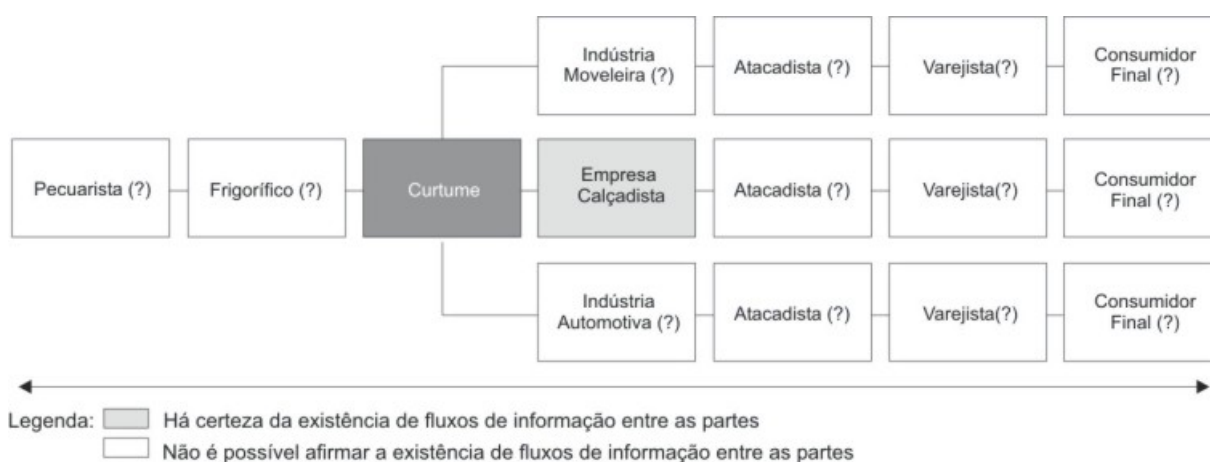 Indústria
Moveleira (?)
Atacadista (?)
Varejista(?)
Consumidor
Final (?)
Pecuarista (?)
Frigorífico (?)
Curtume
Empresa
Calçadista
Atacadista (?)
Varejista(?)
Consumidor
Final (?)
Indústria
Automotiva (?)
Atacadista (?)
Varejista(?)
Consumidor
Final (?)
Legenda: Há certeza da existência de fluxos de informação entre as partes
Não é possível afirmar a existência de fluxos de informação entre as partes